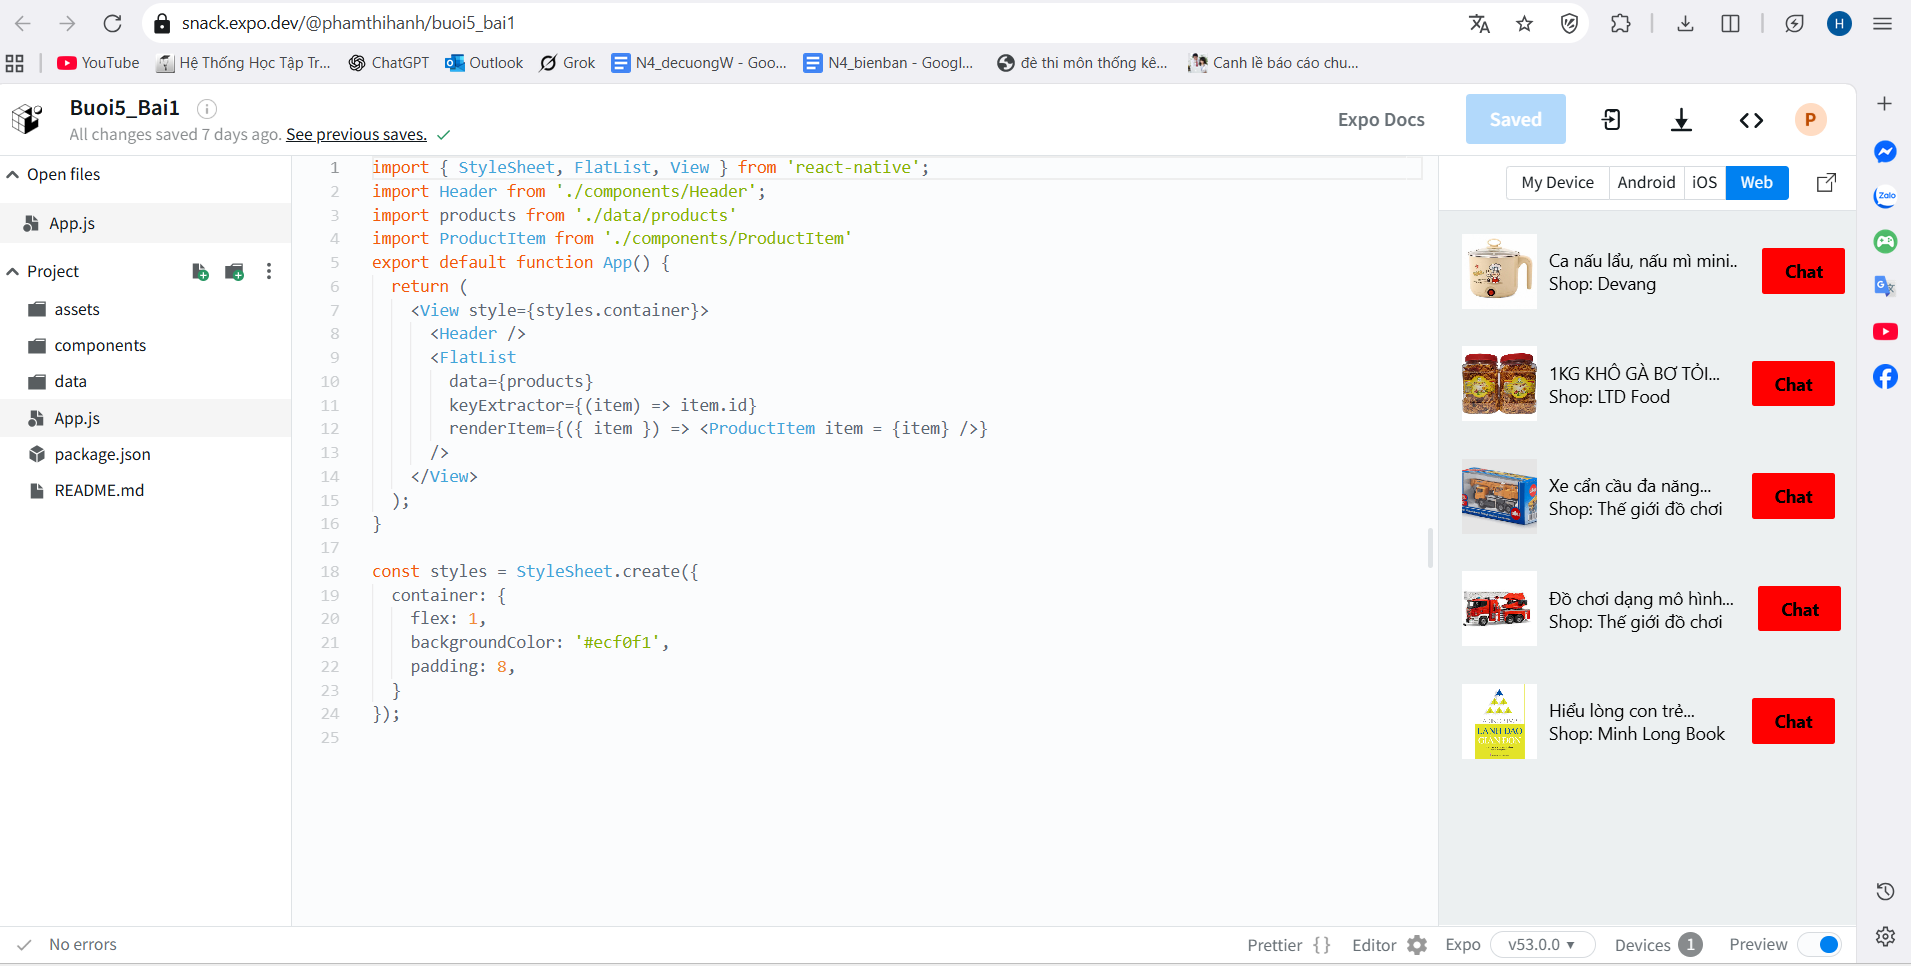 snack.expo.dev/@phamthihanh/buoi5_bai1
H
YouTube
Hệ Thống Học Tập Tr...
ChatGPT
Outlook
Grok
N4_decuongW - Goo...
N4_bienban - Googl...
đè thi môn thống kê...
Canh lề báo cáo chu...
Buoi5_Bai1
All changes saved 7 days ago. See previous saves.
Expo Docs
Saved
P
Open files
App.js
Project
assets
components
data
App.js
package.json
README.md
1 import { StyleSheet, FlatList, View } from 'react-native';
2 import Header from './components/Header';
3 import products from './data/products'
4 import ProductItem from './components/ProductItem'
5 export default function App() {
6 return (
7 <View style={styles.container}>
8 <Header />
9 <FlatList
10 data={products}
11 keyExtractor={(item) => item.id}
12 renderItem={({ item }) => <ProductItem item = {item} />}
13 />
14 </View>
15 );
16 }
17
18 const styles = StyleSheet.create({
19 container: {
20 flex: 1,
21 backgroundColor: '#ecf0f1',
22 padding: 8,
23 }
24 });
25
My Device
Android
iOS
Web
Ca nấu lẩu, nấu mì mini..
Shop: Devang
Chat
1KG KHÔ GÀ BƠ TỎI...
Shop: LTD Food
Chat
Xe cẩn cầu đa năng...
Shop: Thế giới đồ chơi
Chat
Đồ chơi dạng mô hình...
Shop: Thế giới đồ chơi
Chat
LÃNH ĐẠO
GIẢN ĐƠN
Hiểu lòng con trẻ...
Shop: Minh Long Book
Chat
Zalo
No errors
Prettier { }
Editor
Expo
v53.0.0
Devices 1
Preview